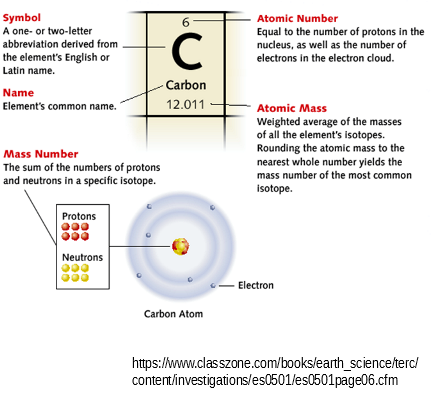 Symbol
A one- or two-letter
abbreviation derived from
the element's English or
Latin name.
Name
Element's common name.
6
C
Carbon
12.011
Atomic Number
Equal to the number of protons in the
nucleus, as well as the number of
electrons in the electron cloud.
Atomic Mass
Weighted average of the masses
of all the element's isotopes.
Rounding the atomic mass to the
nearest whole number yields the
mass number of the most common
isotope.
Mass Number
The sum of the numbers of protons
and neutrons in a specific isotope.
Protons
Neutrons
Electron
Carbon Atom
https://www.classzone.com/books/earth_science/terc/
content/investigations/es0501/es0501page06.cfm